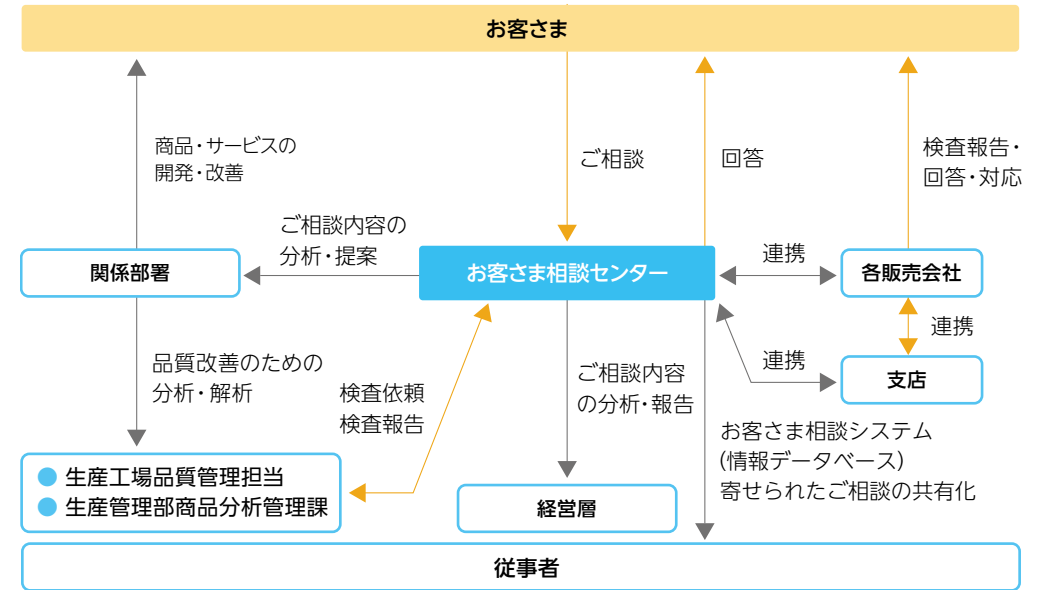 お客さま
商品・サービスの
開発・改善
ご相談
回答
検査報告・
回答・対応
ご相談内容の
分析・提案
関係部署
お客さま相談センター
連携
各販売会社
連携
品質改善のための
分析・解析
検査依頼
検査報告
ご相談内容
の分析・報告
連携
支店
お客さま相談システム
(情報データベース)
寄せられたご相談の共有化
● 生産工場品質管理担当
● 生産管理部商品分析管理課
経営層
従事者